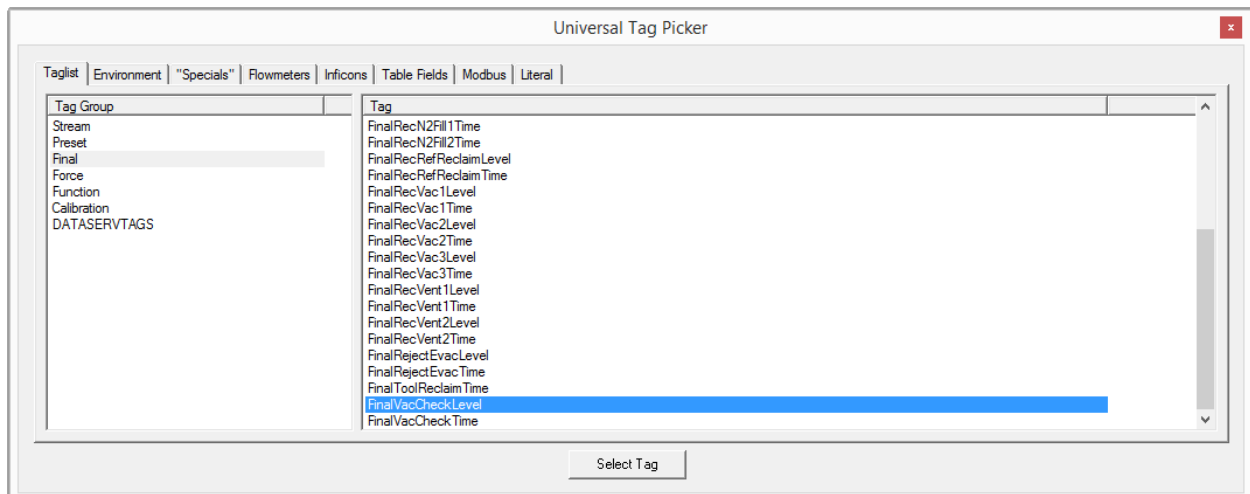 Universal Tag Picker
x
Taglist Environment "Specials" Flowmeters Inficons Table Fields Modbus Literal
Tag Group
Stream
Preset
Final
Force
Function
Calibration
DATASERVTAGS
Tag
FinalRecN2Fill1Time
FinalRecN2Fill2Time
FinalRecRefReclaimLevel
FinalRecRefReclaimTime
FinalRecVac1Level
FinalRecVac1Time
FinalRecVac2Level
FinalRecVac2Time
FinalRecVac3Level
FinalRecVac3Time
FinalRecVent1Level
FinalRecVent1Time
FinalRecVent2Level
FinalRecVent2Time
FinalRejectEvacLevel
FinalRejectEvacTime
FinalToolReclaimTime
FinalVacCheckLevel
FinalVacCheckTime
Select Tag